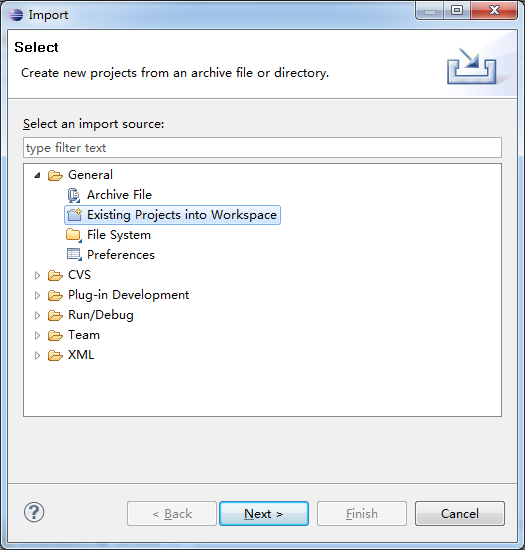 Import
Select
Create new projects from an archive file or directory.
Select an import source:
type filter text
General
Archive File
Existing Projects into Workspace
File System
Preferences
CVS
Plug-in Development
Run/Debug
Team
XML
? < Back Next > Finish Cancel